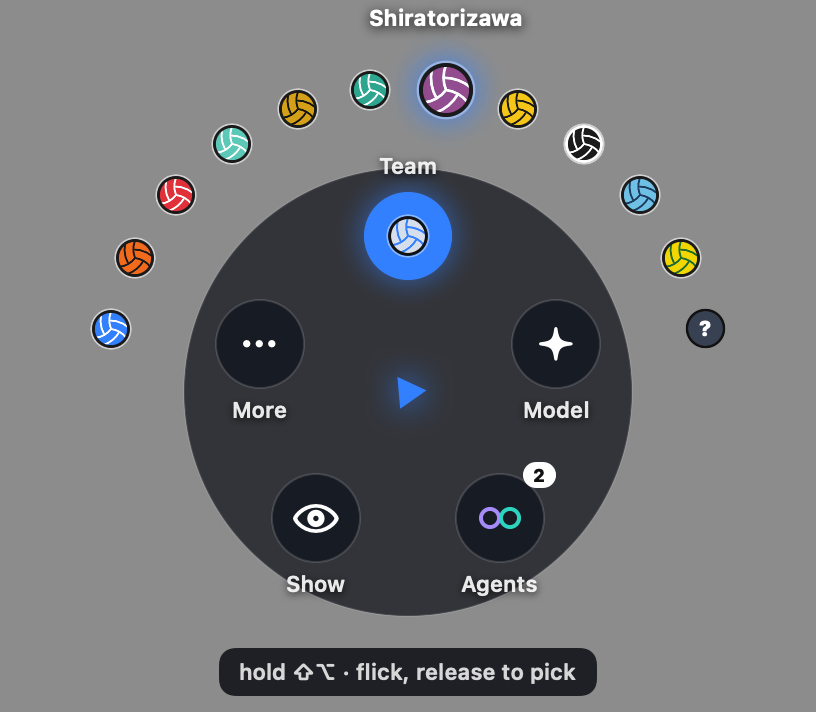 Shiratorizawa
Team
?
More
Model
2
Show
Agents
hold ⇧⌥ · flick, release to pick